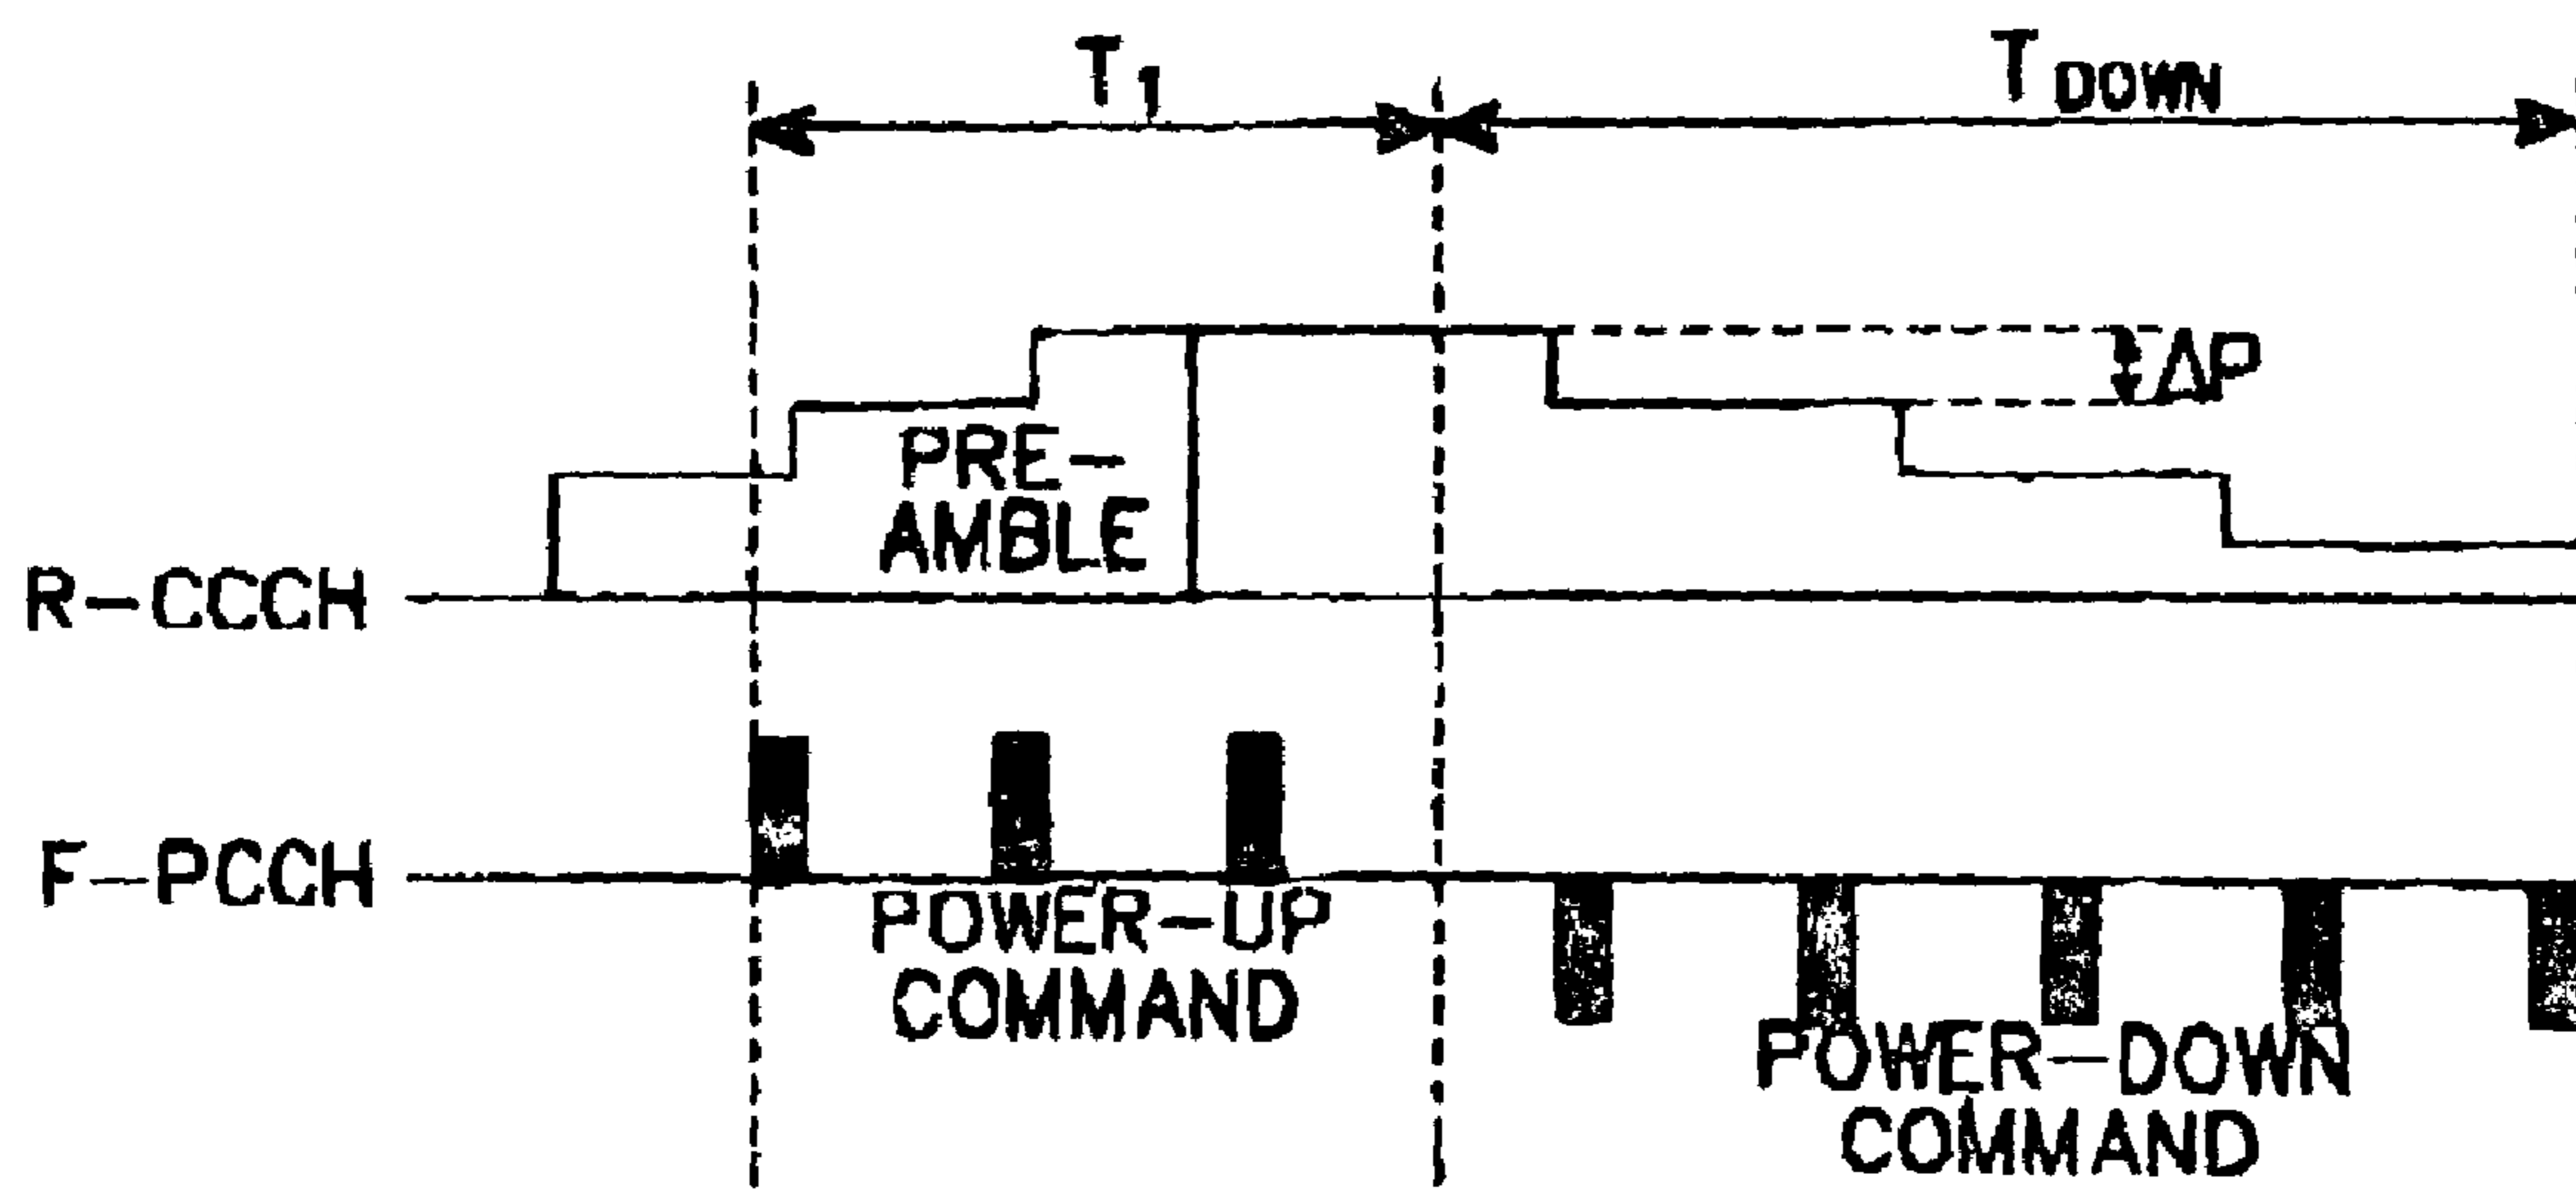 T1
TDOWN
ΔP
PRE-
AMBLE
R-CCCH
F-PCCH
POWER-UP
COMMAND
POWER-DOWN
COMMAND